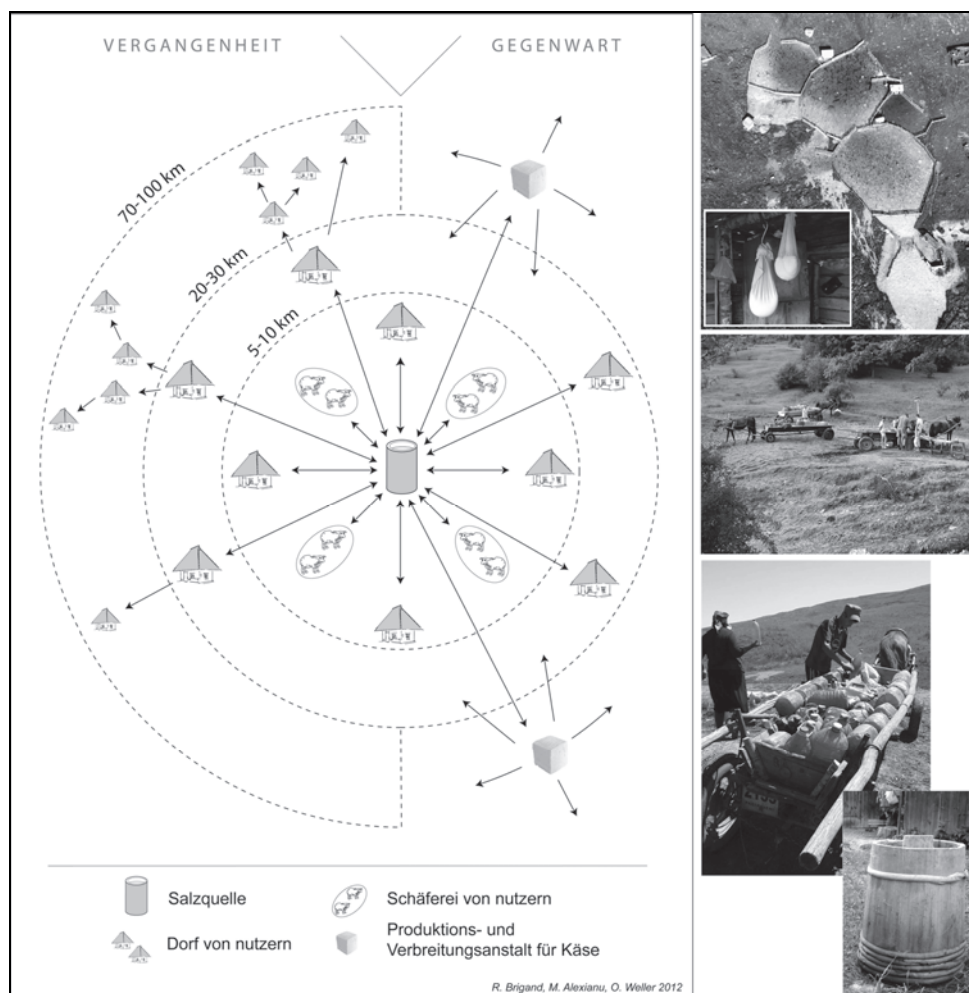 VERGANGENHEIT
GEGENWART
70-100 km
20-30 km
5-10 km
Salzquelle
Dorf von nutzern
Schäferei von nutzern
Produktions- und
Verbreitungsanstalt für Käse
R. Brigand, M. Alexianu, O. Weller 2012